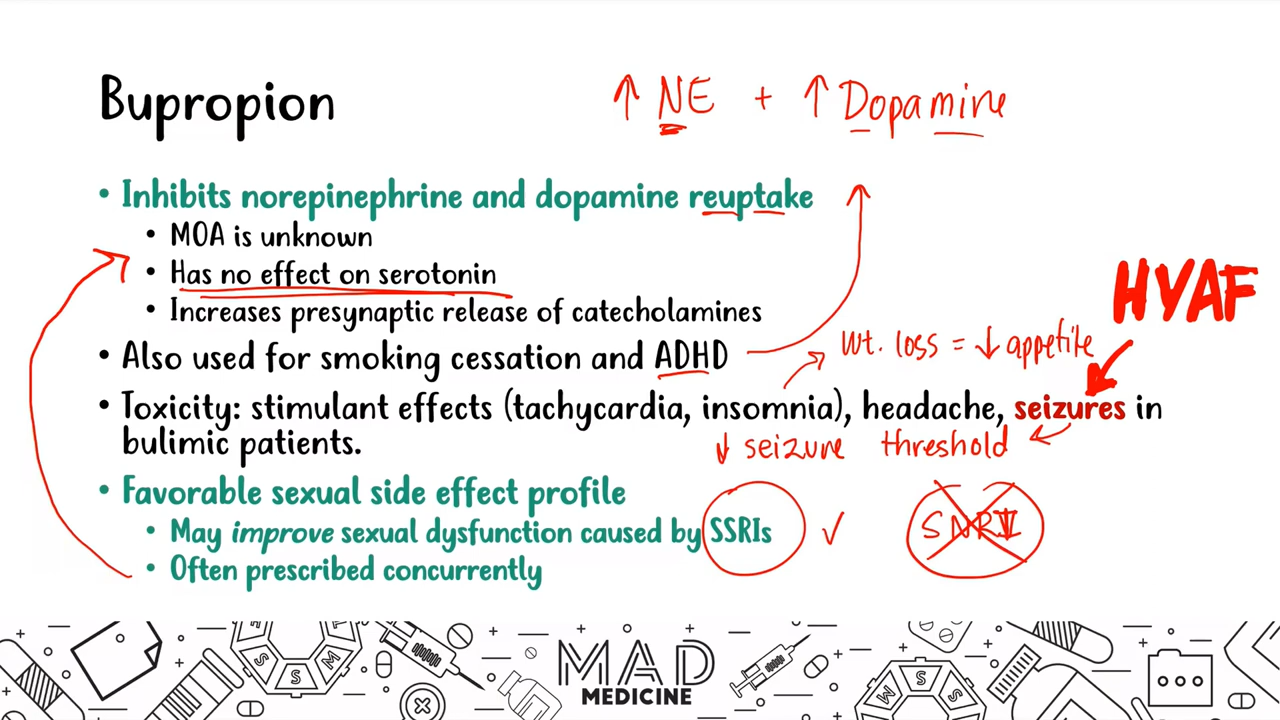 Bupropion
↑ NE + ↑ Dopamine
• Inhibits norepinephrine and dopamine reuptake
• MOA is unknown
• Has no effect on serotonin
HYAF
• Increases presynaptic release of catecholamines
wt. loss = ↓ appetite
• Also used for smoking cessation and ADHD
• Toxicity: stimulant effects (tachycardia, insomnia), headache, seizures in
bulimic patients.
↓ seizure threshold
• Favorable sexual side effect profile
• May improve sexual dysfunction caused by SSRIs ✓
• Often prescribed concurrently
MAD
MEDICINE
S
S
M
M
S
S